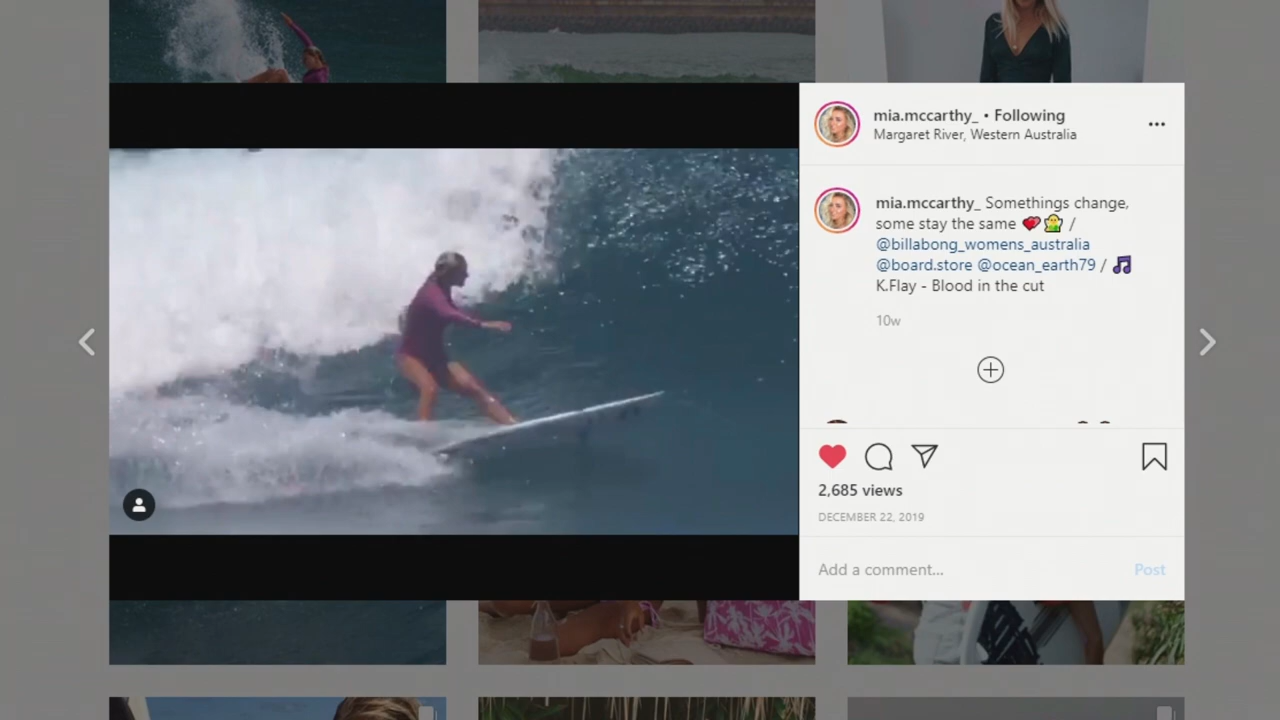 mia.mccarthy_ • Following
Margaret River, Western Australia
mia.mccarthy_ Somethings change,
some stay the same 💕🤷‍♀️ /
@billabong_womens_australia
@board.store @ocean_earth79 / 🎵
K.Flay - Blood in the cut
10w
2,685 views
DECEMBER 22, 2019
Add a comment...
Post